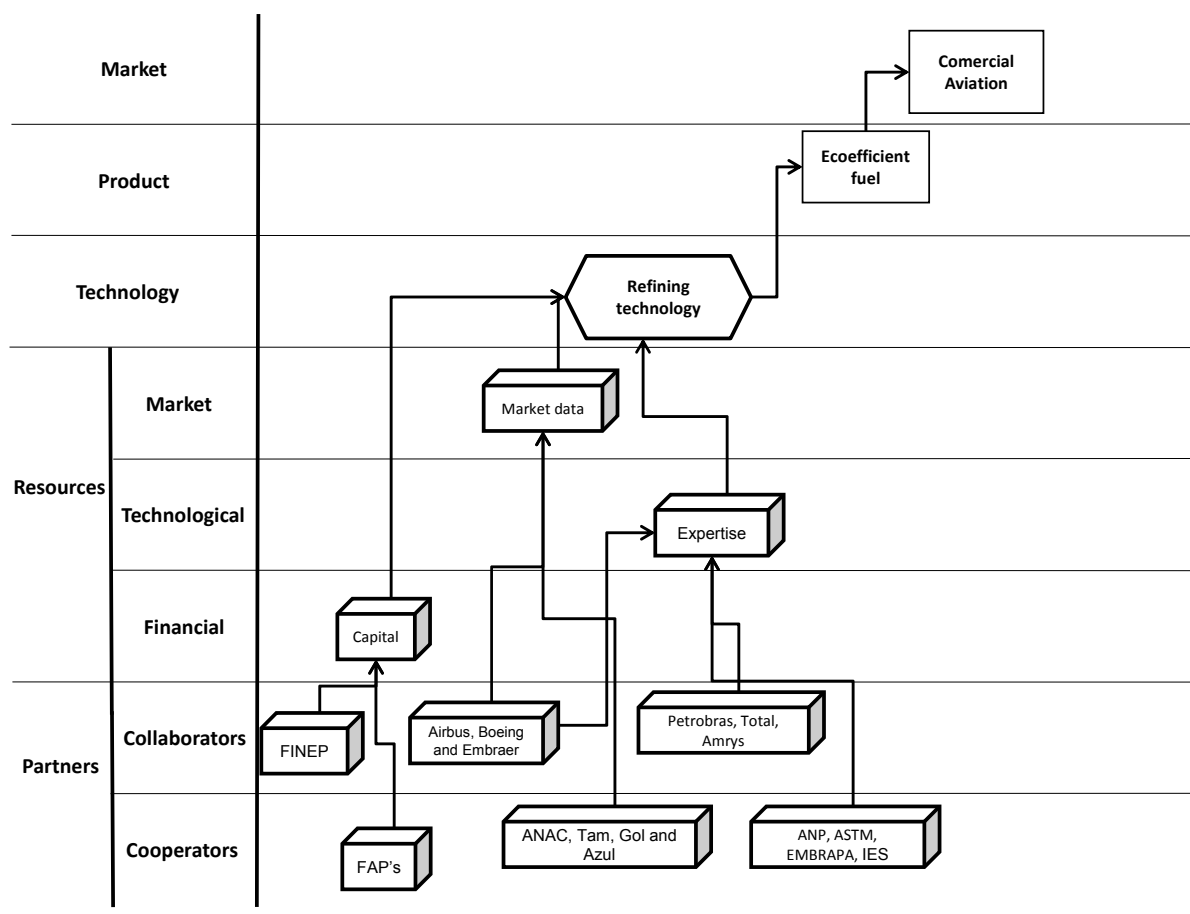 Market
Comercial
Aviation
Product
Ecoefficient
fuel
Technology
Refining
technology
Resources
Market
Market data
Technological
Expertise
Financial
Capital
Partners
Collaborators
FINEP
Airbus, Boeing
and Embraer
Petrobras, Total,
Amrys
Cooperators
FAP's
ANAC, Tam, Gol and
Azul
ANP, ASTM,
EMBRAPA, IES